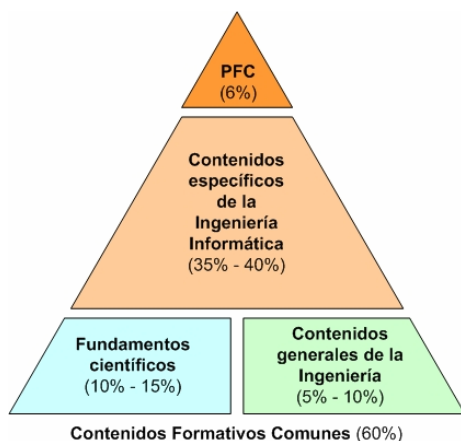 PFC
(6%)
Contenidos
específicos
de la
Ingeniería
Informática
(35% - 40%)
Fundamentos
científicos
(10% - 15%)
Contenidos
generales de la
Ingeniería
(5% - 10%)
Contenidos Formativos Comunes (60%)